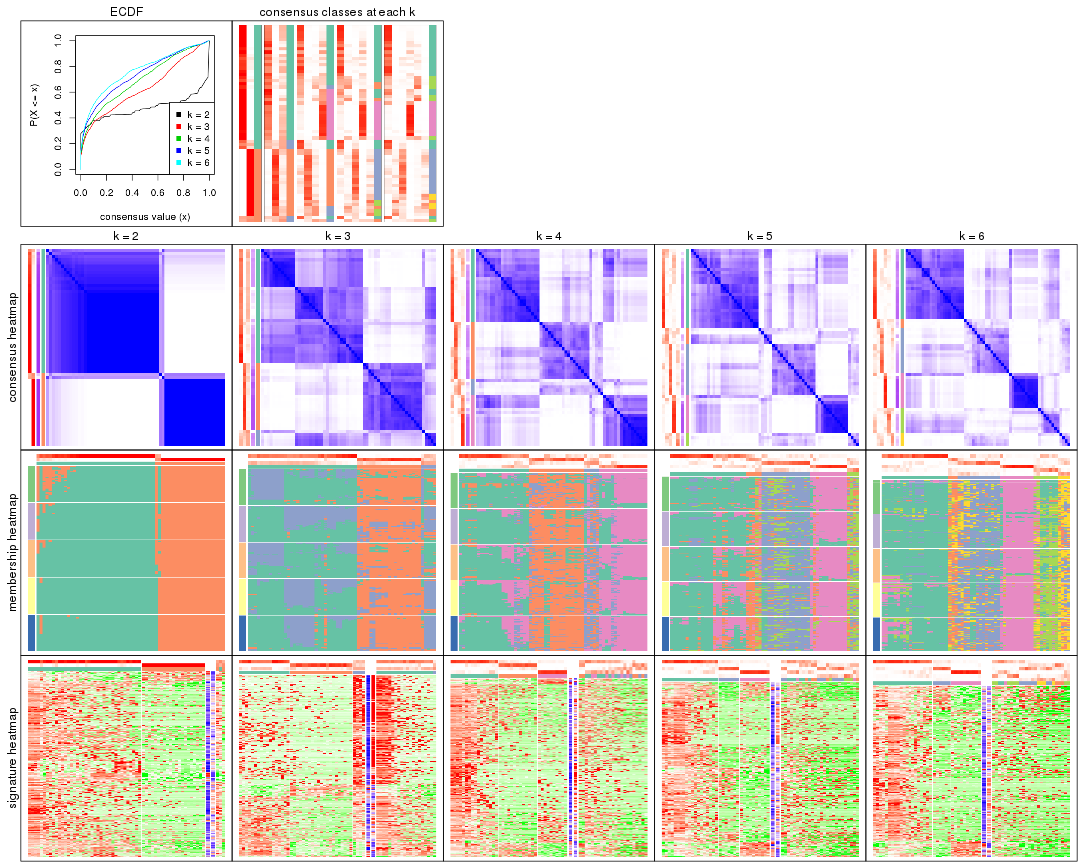 ECDF
consensus classes at each k
P(X <= x)
0.0
0.2
0.4
0.6
0.8
1.0
k = 2
k = 3
k = 4
k = 5
k = 6
0.0 0.2 0.4 0.6 0.8 1.0
consensus value (x)
k = 2
k = 3
k = 4
k = 5
k = 6
consensus heatmap
membership heatmap
signature heatmap